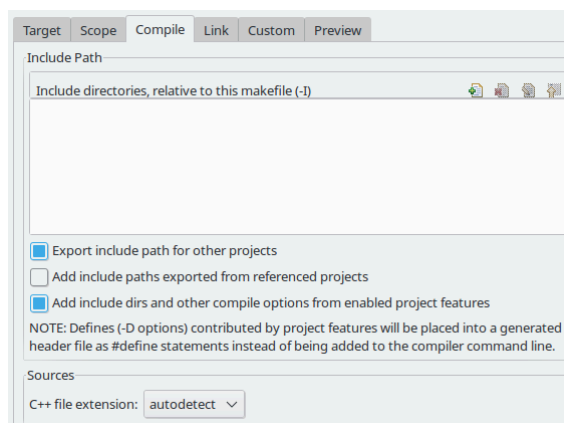 Target Scope Compile Link Custom Preview
Include Path
Include directories, relative to this makefile (-I)
Export include path for other projects
Add include paths exported from referenced projects
Add include dirs and other compile options from enabled project features
NOTE: Defines (-D options) contributed by project features will be placed into a generated
header file as #define statements instead of being added to the compiler command line.
Sources
C++ file extension: autodetect